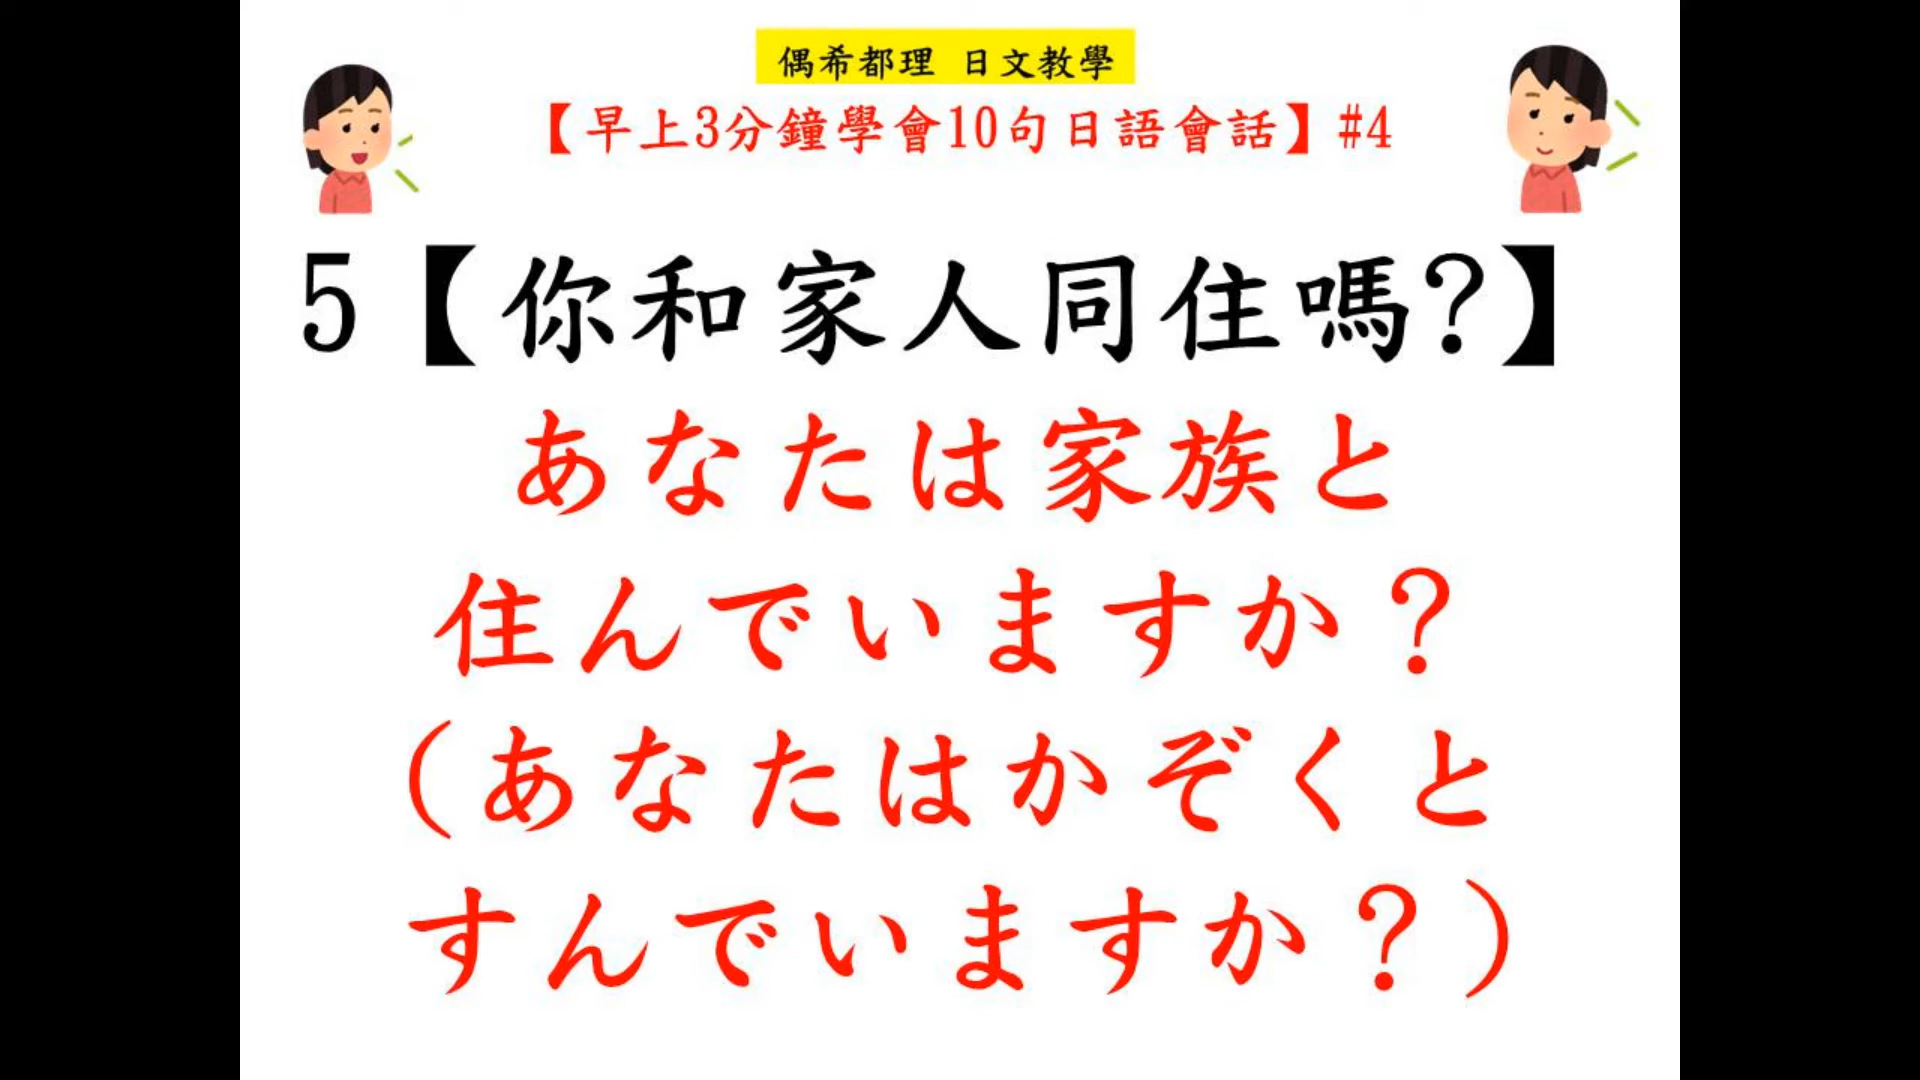 偶希都理 日文教學
【早上3分鐘學會10句日語會話】#4
5【你和家人同住嗎?】
あなたは家族と
住んでいますか？
(あなたはかぞくと
すんでいますか？)